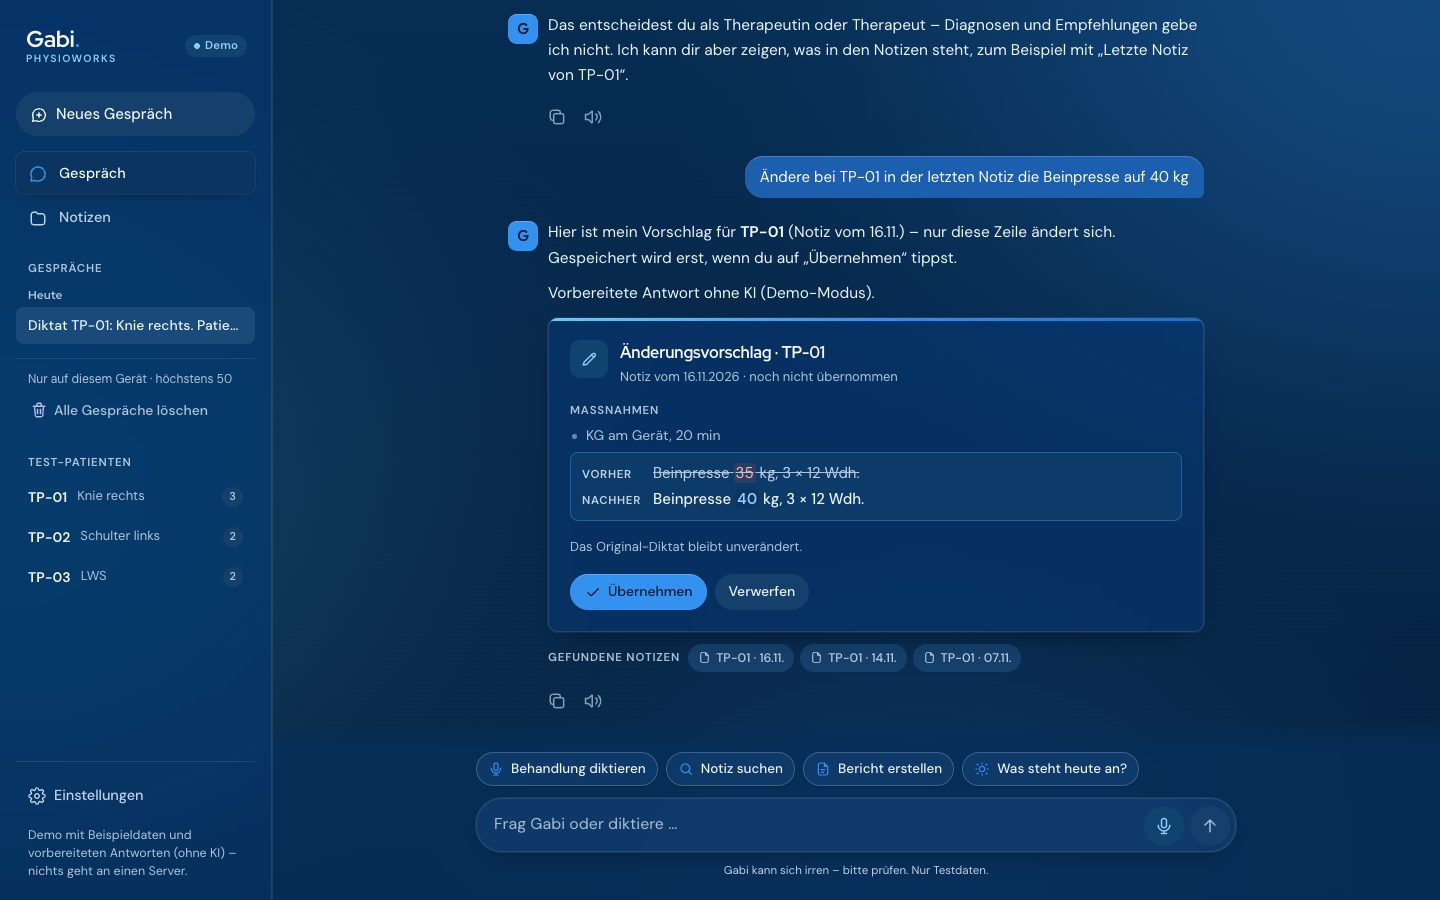 Gabi.
PHYSIOWORKS
Demo
Neues Gespräch
Gespräch
Notizen
GESPRÄCHE
Heute
Diktat TP-01: Knie rechts. Patie...
Nur auf diesem Gerät · höchstens 50
Alle Gespräche löschen
TEST-PATIENTEN
TP-01 Knie rechts 3
TP-02 Schulter links 2
TP-03 LWS 2
Einstellungen
Demo mit Beispieldaten und
vorbereiteten Antworten (ohne KI) –
nichts geht an einen Server.
G
Das entscheidest du als Therapeutin oder Therapeut – Diagnosen und Empfehlungen gebe
ich nicht. Ich kann dir aber zeigen, was in den Notizen steht, zum Beispiel mit „Letzte Notiz
von TP-01“.
Ändere bei TP-01 in der letzten Notiz die Beinpresse auf 40 kg
G
Hier ist mein Vorschlag für TP-01 (Notiz vom 16.11.) – nur diese Zeile ändert sich.
Gespeichert wird erst, wenn du auf „Übernehmen“ tippst.
Vorbereitete Antwort ohne KI (Demo-Modus).
Änderungsvorschlag · TP-01
Notiz vom 16.11.2026 · noch nicht übernommen
MASSNAHMEN
• KG am Gerät, 20 min
VORHER Beinpresse 35 kg, 3 × 12 Wdh.
NACHHER Beinpresse 40 kg, 3 × 12 Wdh.
Das Original-Diktat bleibt unverändert.
Übernehmen Verwerfen
GEFUNDENE NOTIZEN TP-01 · 16.11. TP-01 · 14.11. TP-01 · 07.11.
Behandlung diktieren Notiz suchen Bericht erstellen Was steht heute an?
Frag Gabi oder diktiere ...
Gabi kann sich irren – bitte prüfen. Nur Testdaten.